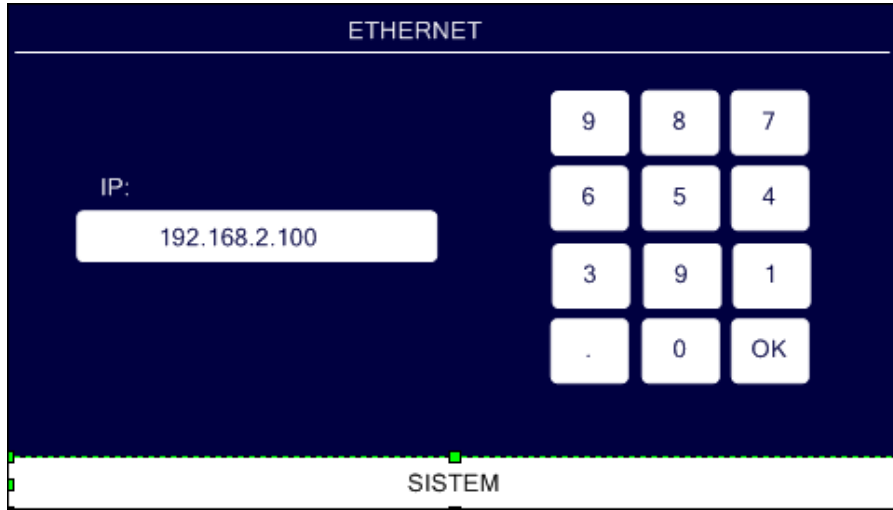 ETHERNET
IP:
192.168.2.100
9 8 7
6 5 4
3 9 1
. 0 OK
SISTEM